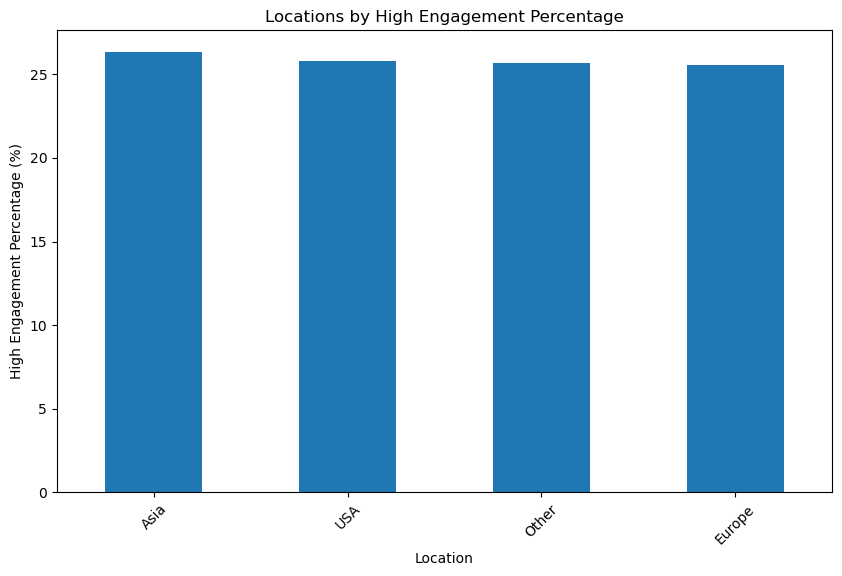 Locations by High Engagement Percentage
High Engagement Percentage (%)
25
20
15
10
5
0
Asia
USA
Other
Europe
Location